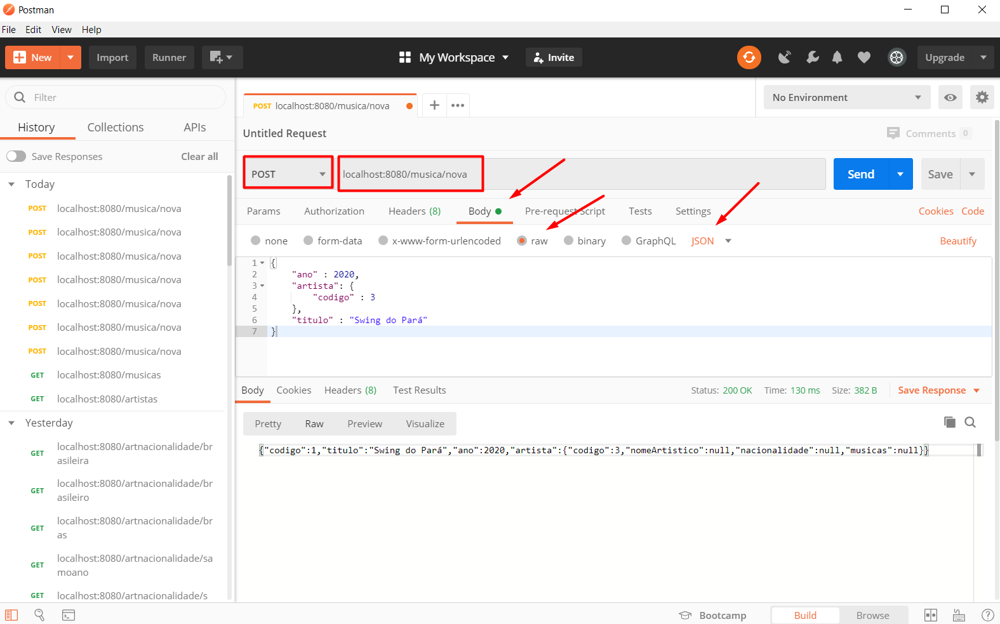 Postman
File Edit View Help
New Import Runner My Workspace Invite Upgrade
Filter
History Collections APIs
Save Responses Clear all
Today
POST localhost:8080/musica/nova
POST localhost:8080/musica/nova
POST localhost:8080/musica/nova
POST localhost:8080/musica/nova
POST localhost:8080/musica/nova
POST localhost:8080/musica/nova
POST localhost:8080/musica/nova
GET localhost:8080/musicas
GET localhost:8080/artistas
Yesterday
GET localhost:8080/artnacionalidade/br
asileira
GET localhost:8080/artnacionalidade/br
asileiro
GET localhost:8080/artnacionalidade/br
as
GET localhost:8080/artnacionalidade/sa
moano
GET localhost:8080/artnacionalidade/s
POST localhost:8080/musica/nova No Environment
Untitled Request Comments 0
POST localhost:8080/musica/nova Send Save
Params Authorization Headers (8) Body Pre-request Script Tests Settings Cookies Code
none form-data x-www-form-urlencoded raw binary GraphQL JSON Beautify
1 {
2 "ano" : 2020,
3 "artista": {
4 "codigo" : 3
5 },
6 "titulo" : "Swing do Pará"
7 }
Body Cookies Headers (8) Test Results Status: 200 OK Time: 130 ms Size: 382 B Save Response
Pretty Raw Preview Visualize
{"codigo":1,"titulo":"Swing do Pará","ano":2020,"artista":{"codigo":3,"nomeArtistico":null,"nacionalidade":null,"musicas":null}}
Bootcamp Build Browse